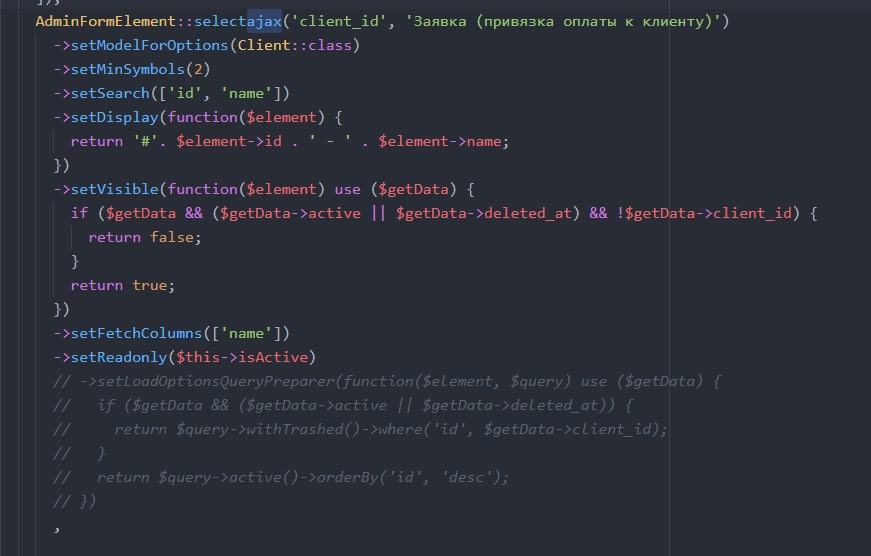 ]),
AdminFormElement::selectajax('client_id', 'Заявка (привязка оплаты к клиенту)')
->setModelForOptions(Client::class)
->setMinSymbols(2)
->setSearch(['id', 'name'])
->setDisplay(function($element) {
return '#'. $element->id . ' - ' . $element->name;
})
->setVisible(function($element) use ($getData) {
if ($getData && ($getData->active || $getData->deleted_at) && !$getData->client_id) {
return false;
}
return true;
})
->setFetchColumns(['name'])
->setReadonly($this->isActive)
// ->setLoadOptionsQueryPreparer(function($element, $query) use ($getData) {
//   if ($getData && ($getData->active || $getData->deleted_at)) {
//     return $query->withTrashed()->where('id', $getData->client_id);
//   }
//   return $query->active()->orderBy('id', 'desc');
// })
,